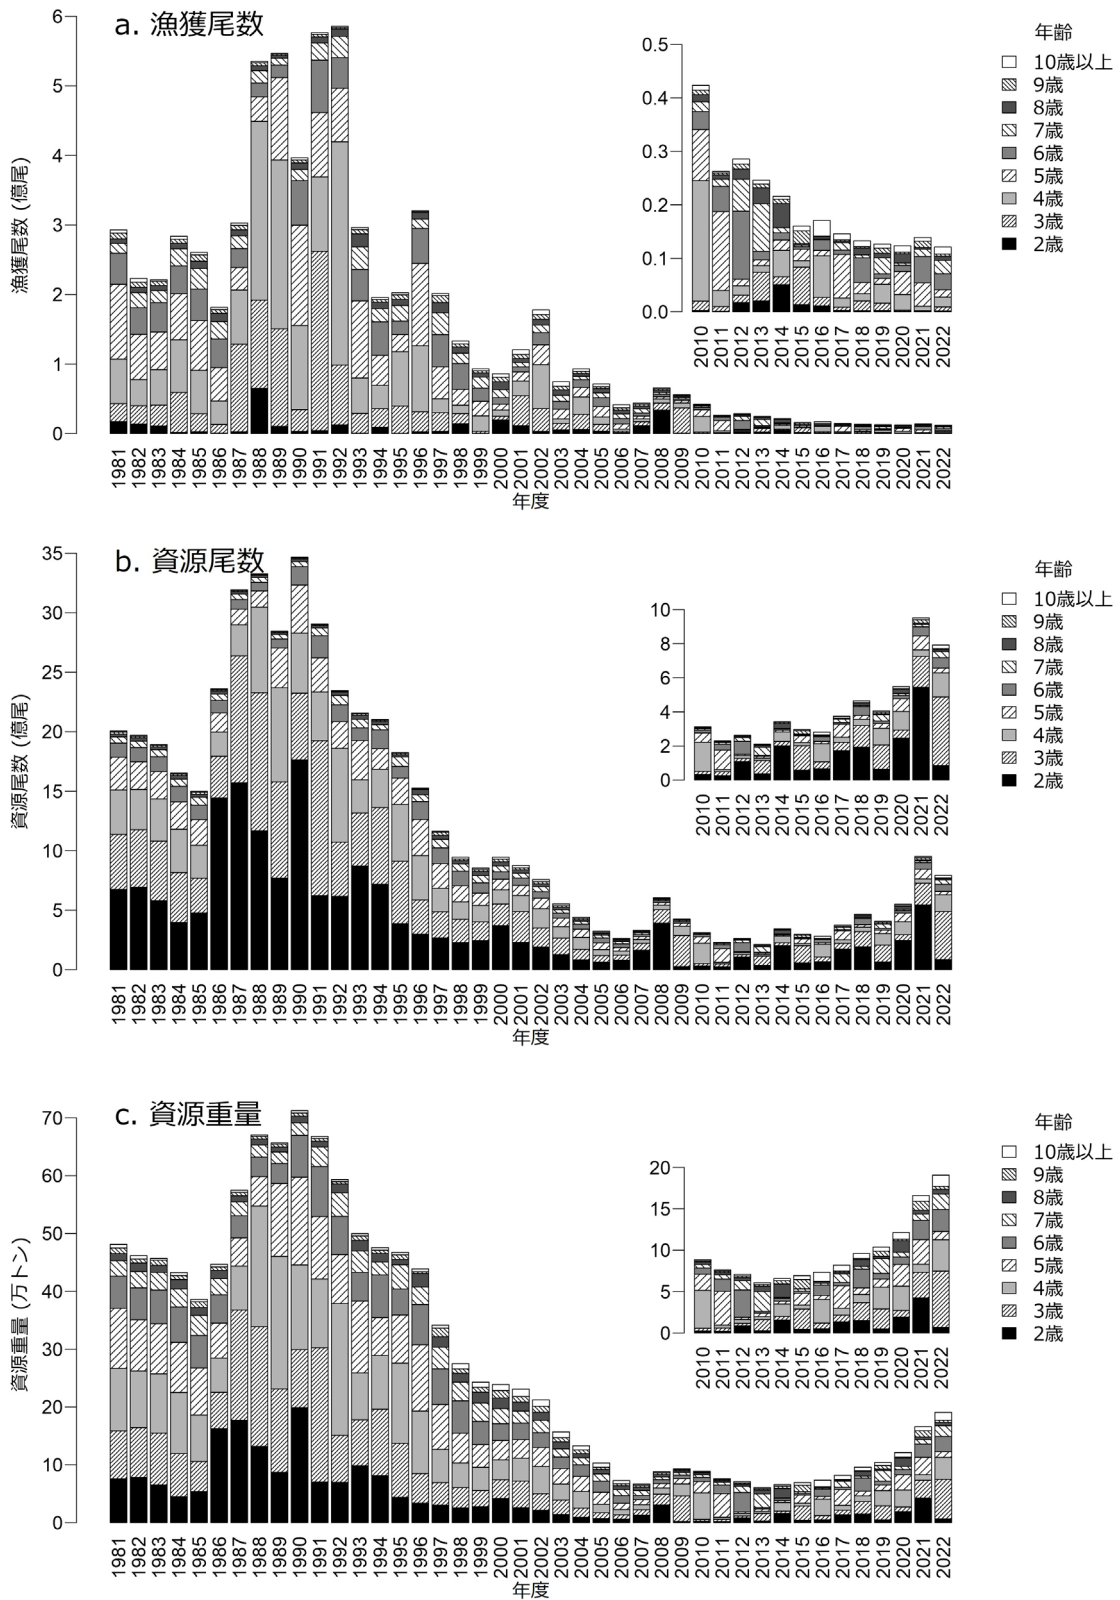 a. 漁獲尾数
漁獲尾数 (億尾)
6
5
4
3
2
1
0
1981 1982 1983 1984 1985 1986 1987 1988 1989 1990 1991 1992 1993 1994 1995 1996 1997 1998 1999 2000 2001 2002 2003 2004 2005 2006 2007 2008 2009 2010 2011 2012 2013 2014 2015 2016 2017 2018 2019 2020 2021 2022
年度
0.5
0.4
0.3
0.2
0.1
0.0
2010 2011 2012 2013 2014 2015 2016 2017 2018 2019 2020 2021 2022
年齢
10歳以上
9歳
8歳
7歳
6歳
5歳
4歳
3歳
2歳
b. 資源尾数
資源尾数 (億尾)
35
30
25
20
15
10
5
0
1981 1982 1983 1984 1985 1986 1987 1988 1989 1990 1991 1992 1993 1994 1995 1996 1997 1998 1999 2000 2001 2002 2003 2004 2005 2006 2007 2008 2009 2010 2011 2012 2013 2014 2015 2016 2017 2018 2019 2020 2021 2022
年度
10
8
6
4
2
0
2010 2011 2012 2013 2014 2015 2016 2017 2018 2019 2020 2021 2022
年齢
10歳以上
9歳
8歳
7歳
6歳
5歳
4歳
3歳
2歳
c. 資源重量
資源重量 (万トン)
70
60
50
40
30
20
10
0
1981 1982 1983 1984 1985 1986 1987 1988 1989 1990 1991 1992 1993 1994 1995 1996 1997 1998 1999 2000 2001 2002 2003 2004 2005 2006 2007 2008 2009 2010 2011 2012 2013 2014 2015 2016 2017 2018 2019 2020 2021 2022
年度
20
15
10
5
0
2010 2011 2012 2013 2014 2015 2016 2017 2018 2019 2020 2021 2022
年齢
10歳以上
9歳
8歳
7歳
6歳
5歳
4歳
3歳
2歳